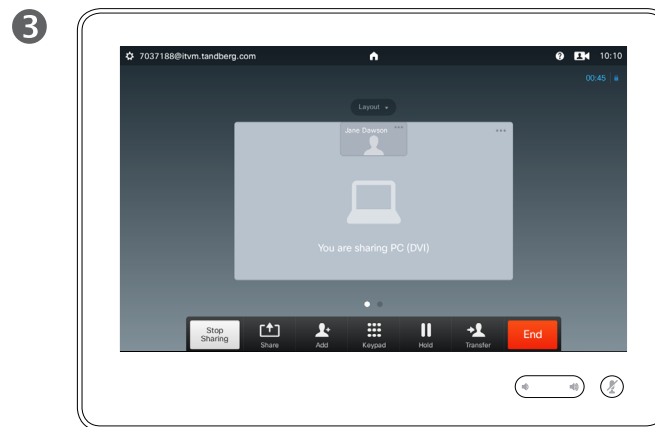 3
7037188@itvm.tandberg.com
10:10
00:45
Layout
Jane Dawson
You are sharing PC (DVI)
Stop
Sharing
Share
Add
Keypad
Hold
Transfer
End